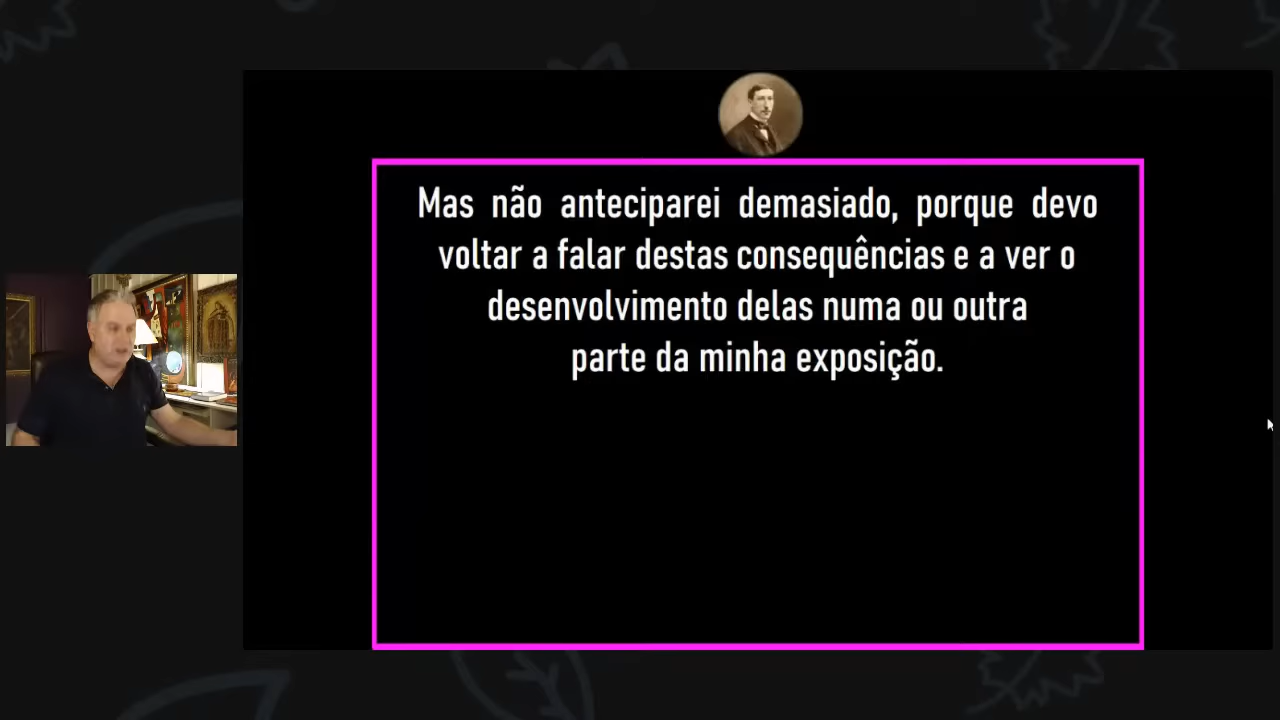 Mas não anteciparei demasiado, porque devo
voltar a falar destas consequências e a ver o
desenvolvimento delas numa ou outra
parte da minha exposição.